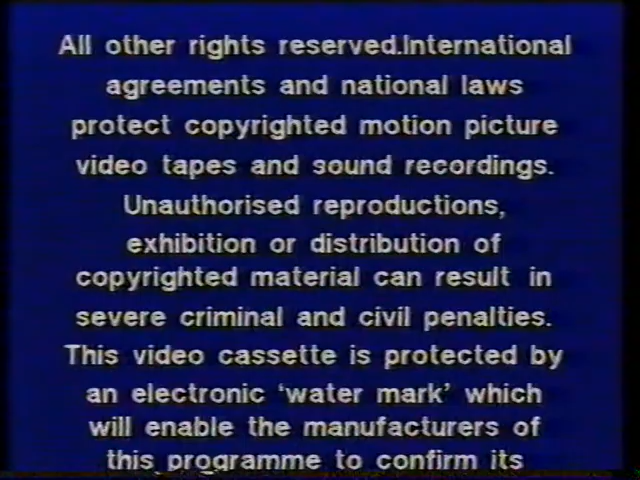 All other rights reserved.International
agreements and national laws
protect copyrighted motion picture
video tapes and sound recordings.
Unauthorised reproductions,
exhibition or distribution of
copyrighted material can result in
severe criminal and civil penalties.
This video cassette is protected by
an electronic ‘water mark’ which
will enable the manufacturers of
this programme to confirm its